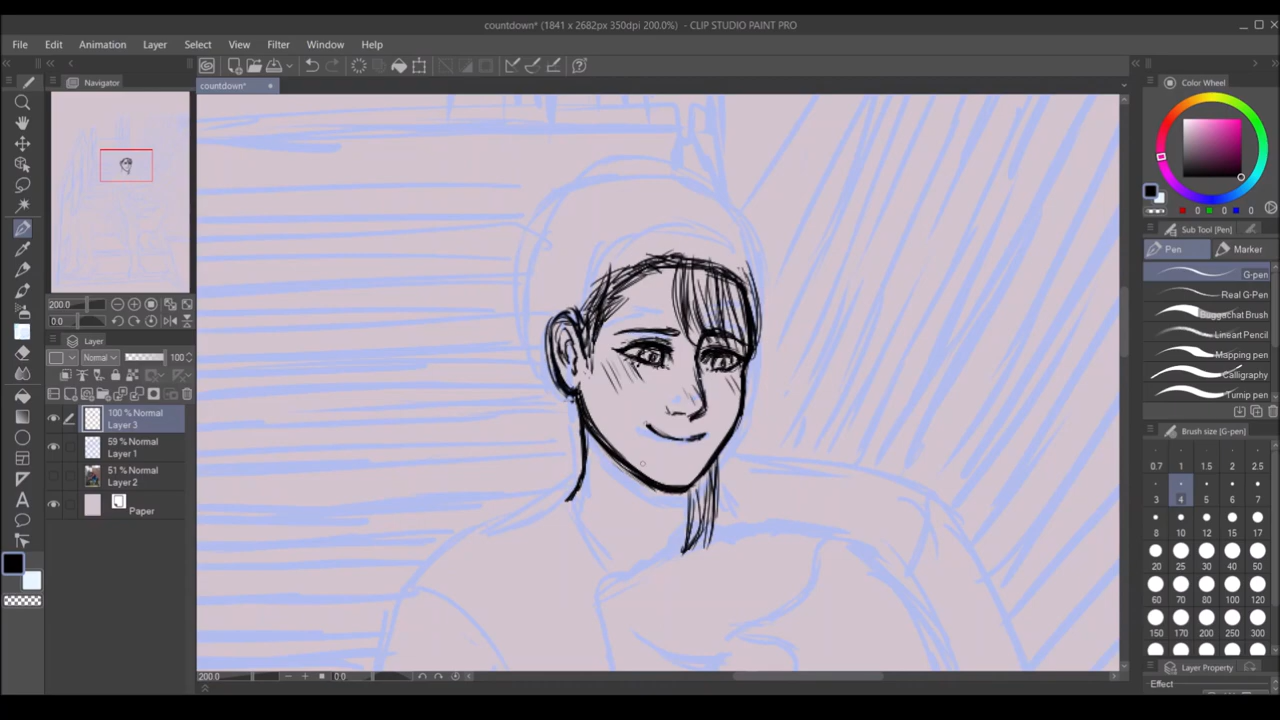 countdown* (1841 x 2682px 350dpi 200.0%) - CLIP STUDIO PAINT PRO
File Edit Animation Layer Select View Filter Window Help
Navigator
countdown*
Color Wheel
0 0 0
Sub Tool [Pen]
Pen Marker
G-pen
Real G-Pen
Buggachat Brush
Lineart Pencil
Mapping pen
Calligraphy
Turnip pen
200.0
0.0
Layer
Normal 100
100 % Normal
Layer 3
59 % Normal
Layer 1
51 % Normal
Layer 2
Paper
Brush size [G-pen]
0.7 1 1.5 2 2.5
3 4 5 6 7
8 10 12 15 17
20 25 30 40 50
60 70 80 100 120
150 170 200 250 300
Layer Property
Effect
200.0 0.0